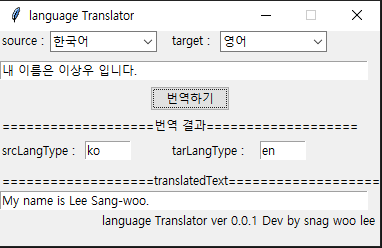 language Translator
source : 한국어 target : 영어
내 이름은 이상우 입니다.
번역하기
===================번역 결과===================
srcLangType : ko tarLangType : en
===================translatedText===================
My name is Lee Sang-woo.
language Translator ver 0.0.1 Dev by snag woo lee